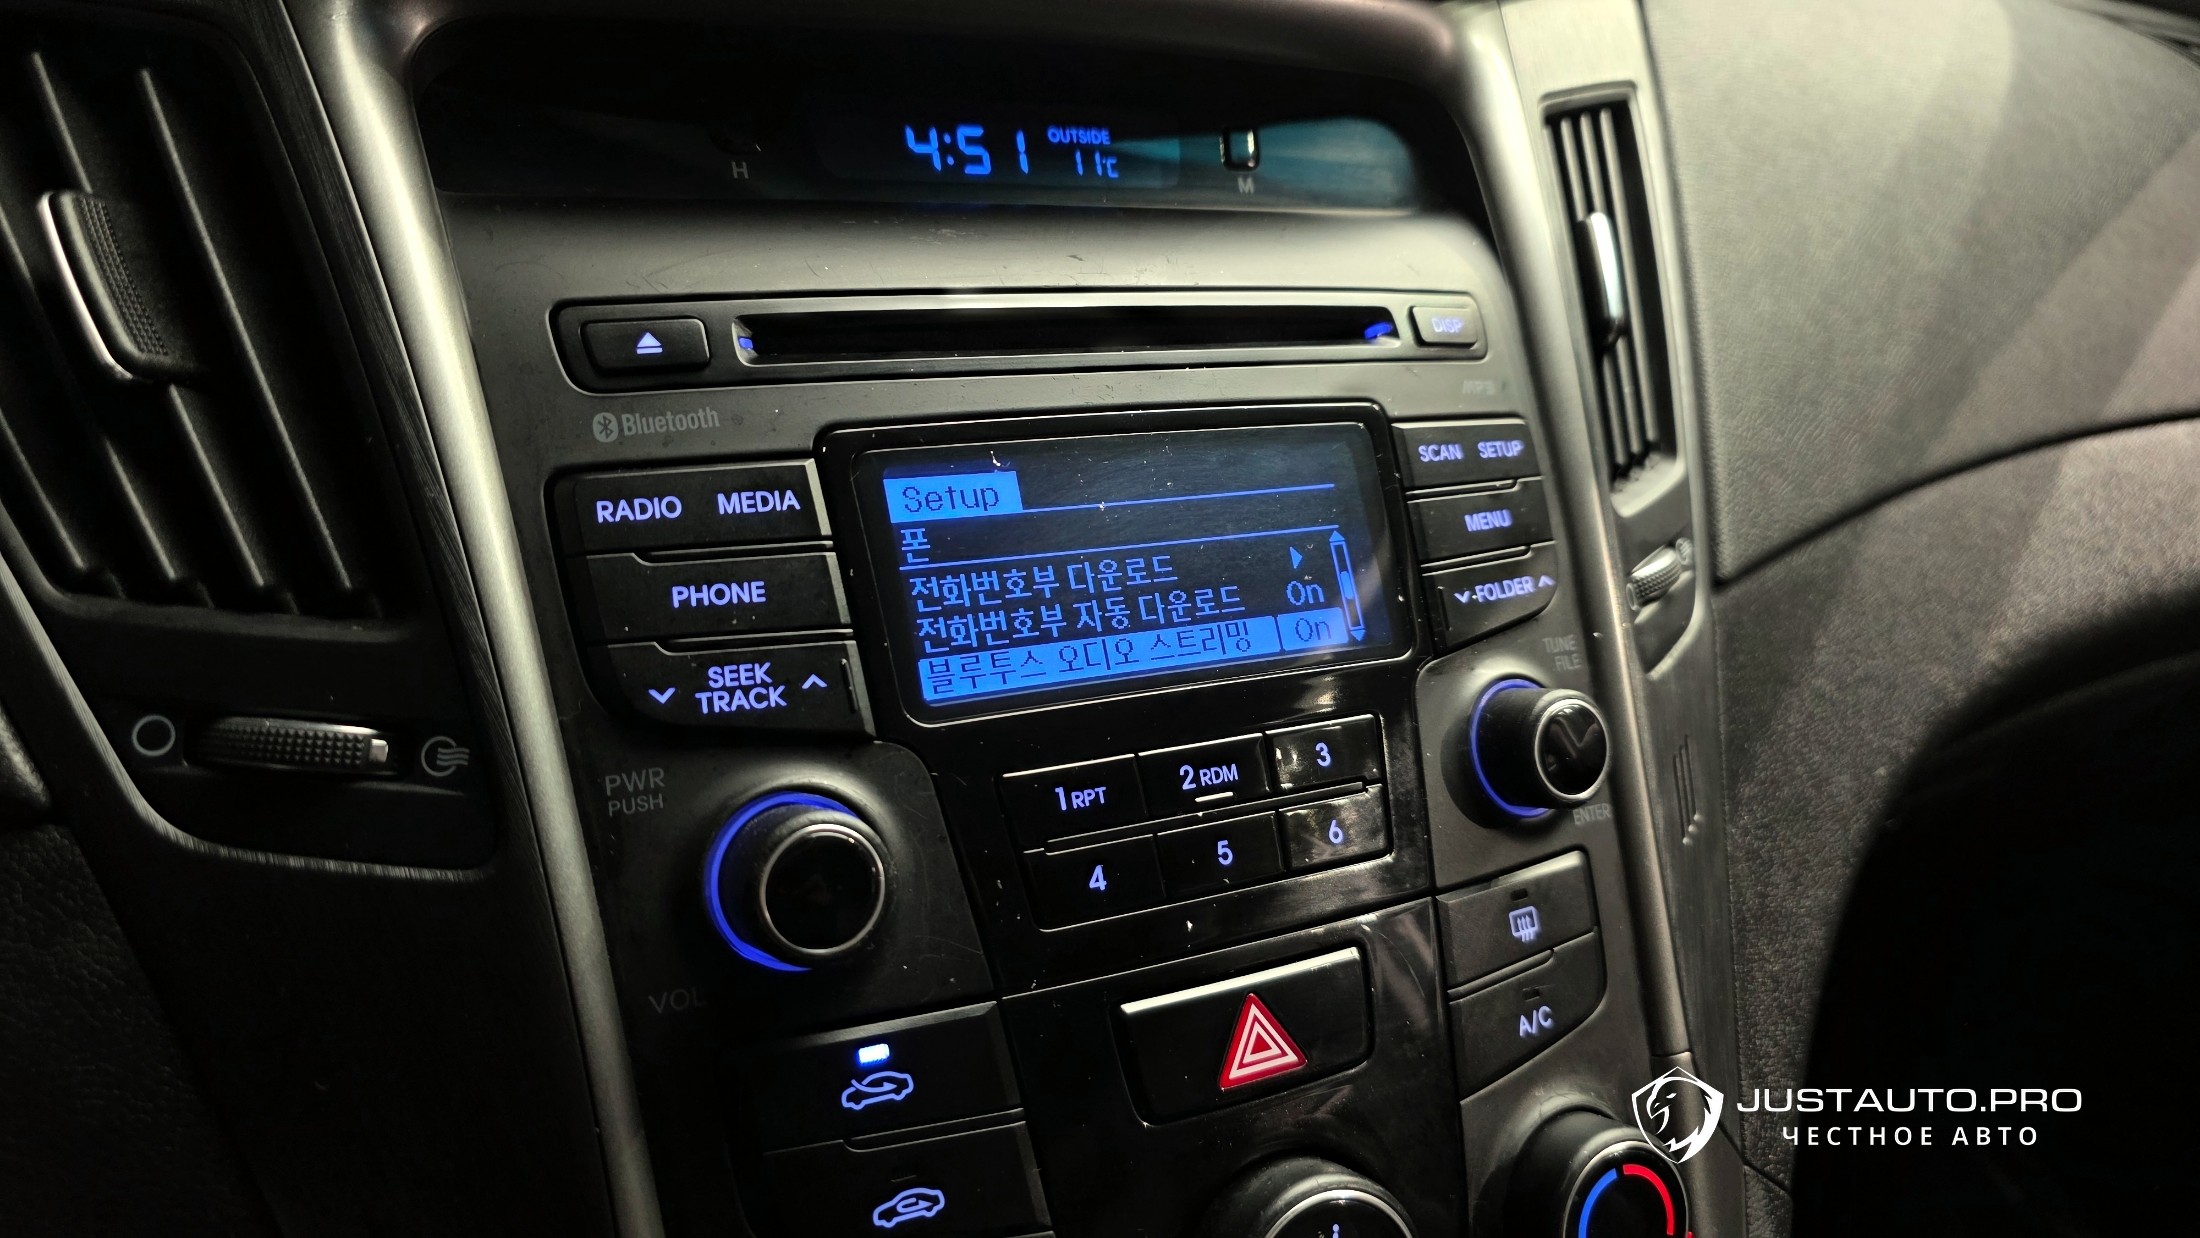 4:51 OUTSIDE 11℃
H
M
DISP
Bluetooth
MP3
RADIO MEDIA
SCAN SETUP
PHONE
MENU
SEEK
TRACK
FOLDER
Setup
폰
전화번호부 다운로드
전화번호부 자동 다운로드 On
블루투스 오디오 스트리밍 On
TUNE
FILE
PWR
PUSH
1 RPT
2 RDM
3
4
5
6
ENTER
VOL
A/C
JUSTAUTO.PRO
ЧЕСТНОЕ АВТО